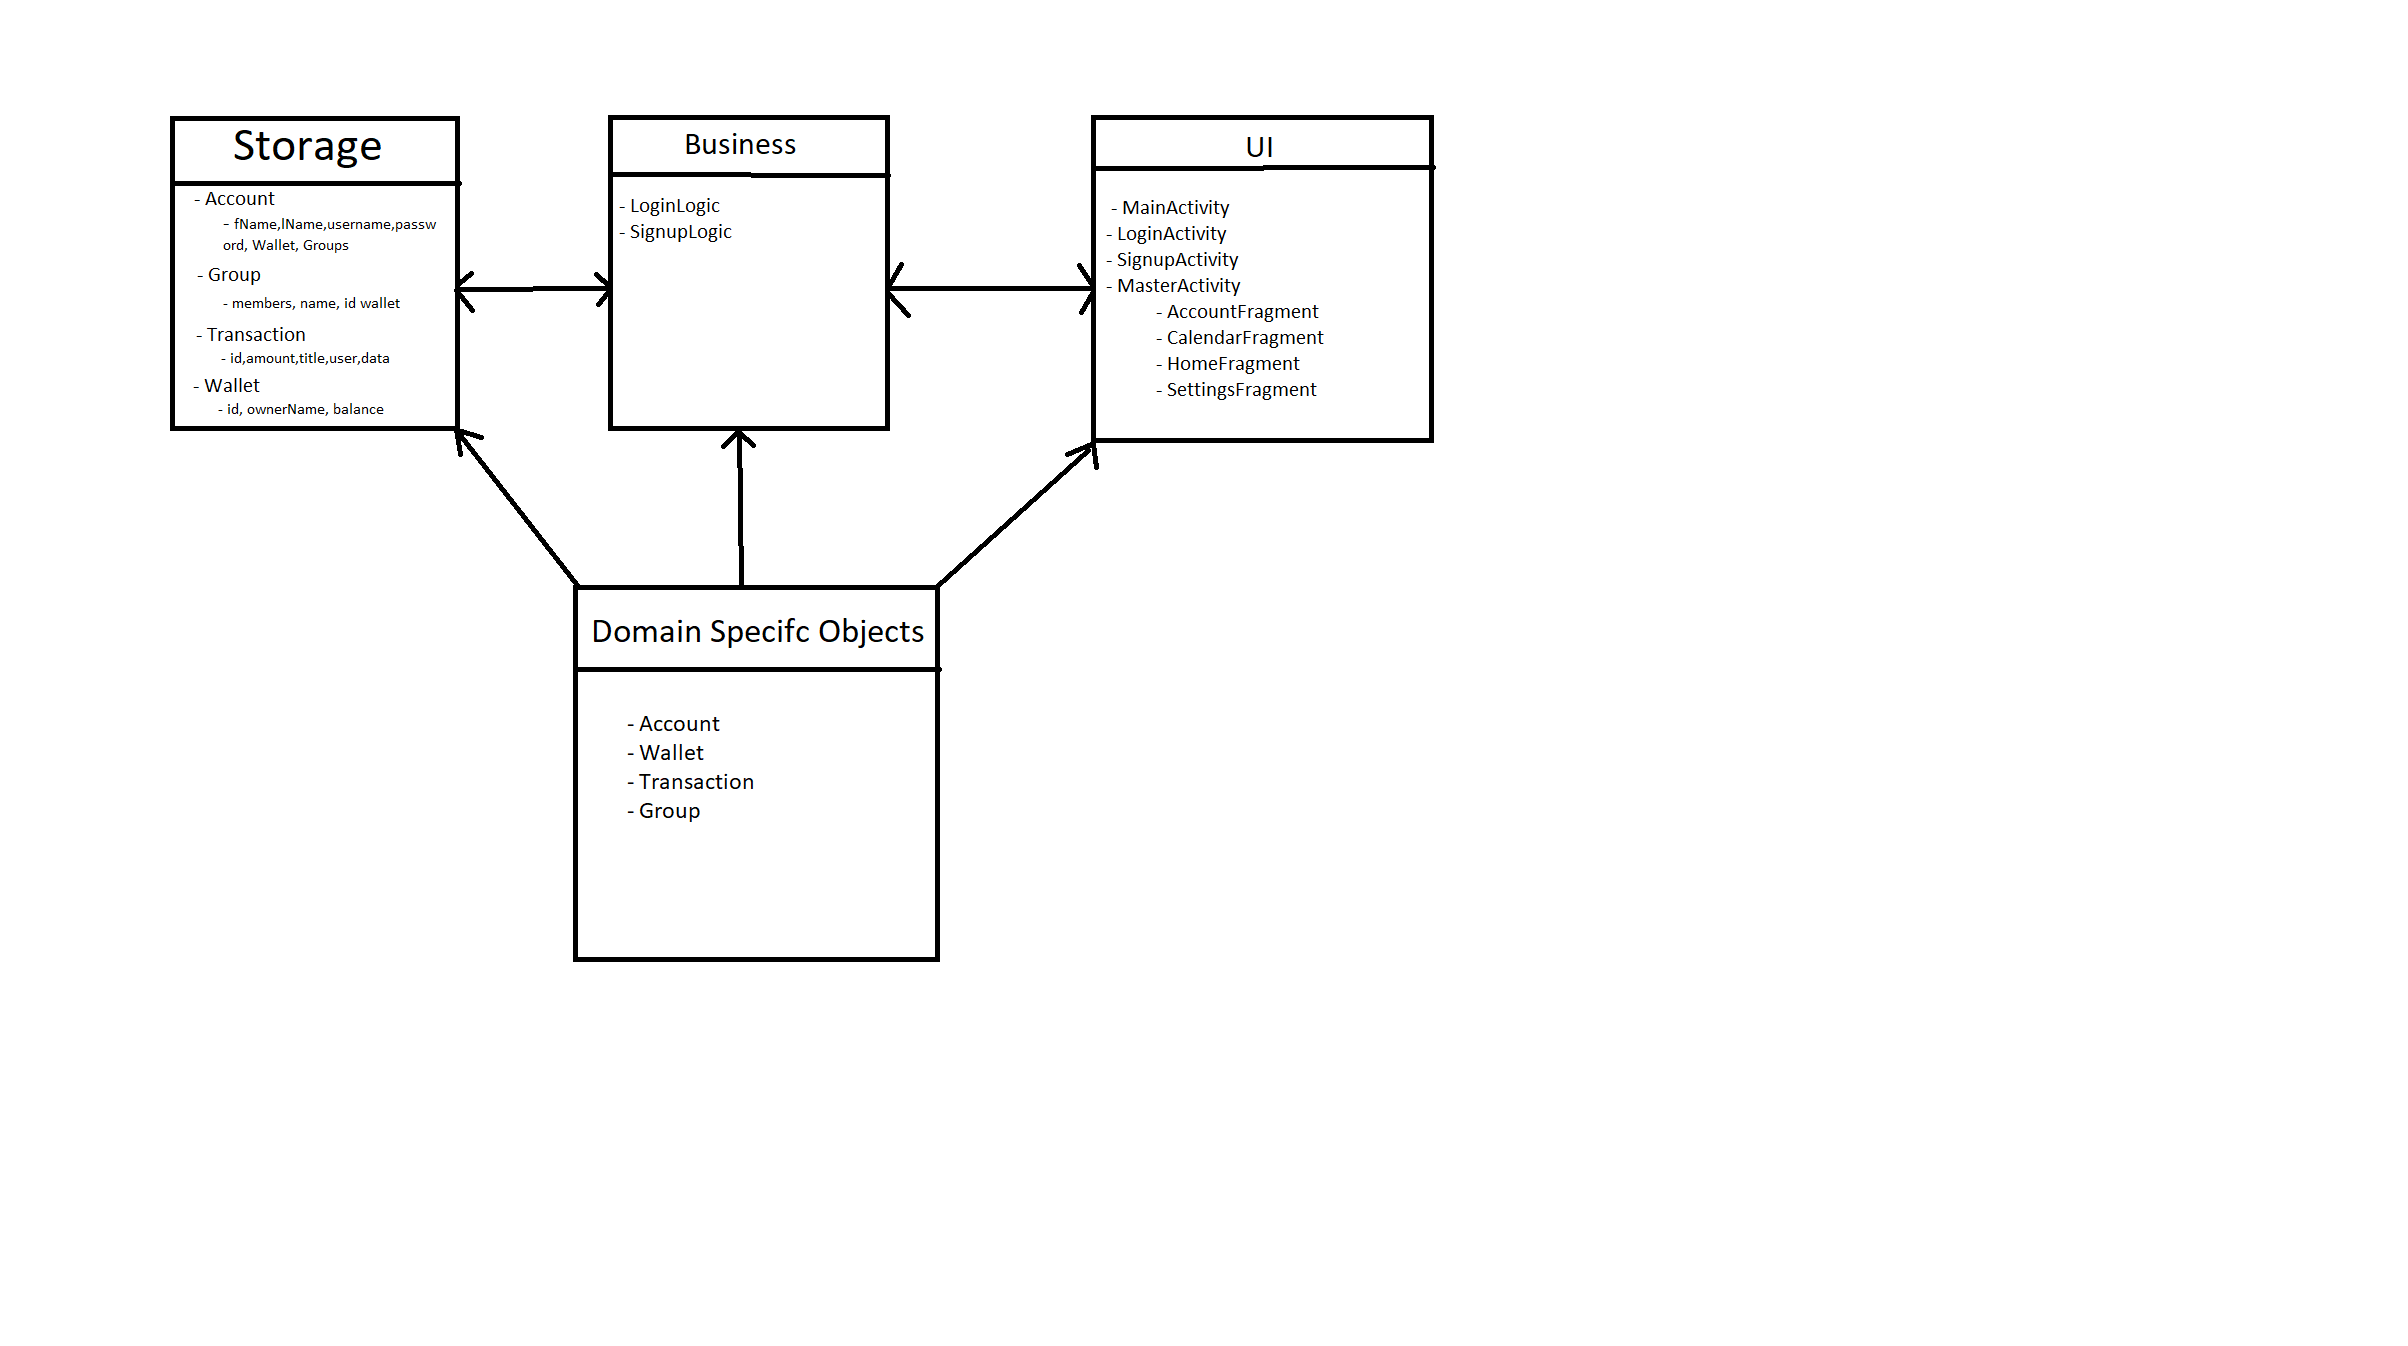 Storage
- Account
- fName,lName,username,passw
ord, Wallet, Groups
- Group
- members, name, id wallet
- Transaction
- id,amount,title,user,data
- Wallet
- id, ownerName, balance
Business
- LoginLogic
- SignupLogic
UI
- MainActivity
- LoginActivity
- SignupActivity
- MasterActivity
- AccountFragment
- CalendarFragment
- HomeFragment
- SettingsFragment
Domain Specifc Objects
- Account
- Wallet
- Transaction
- Group